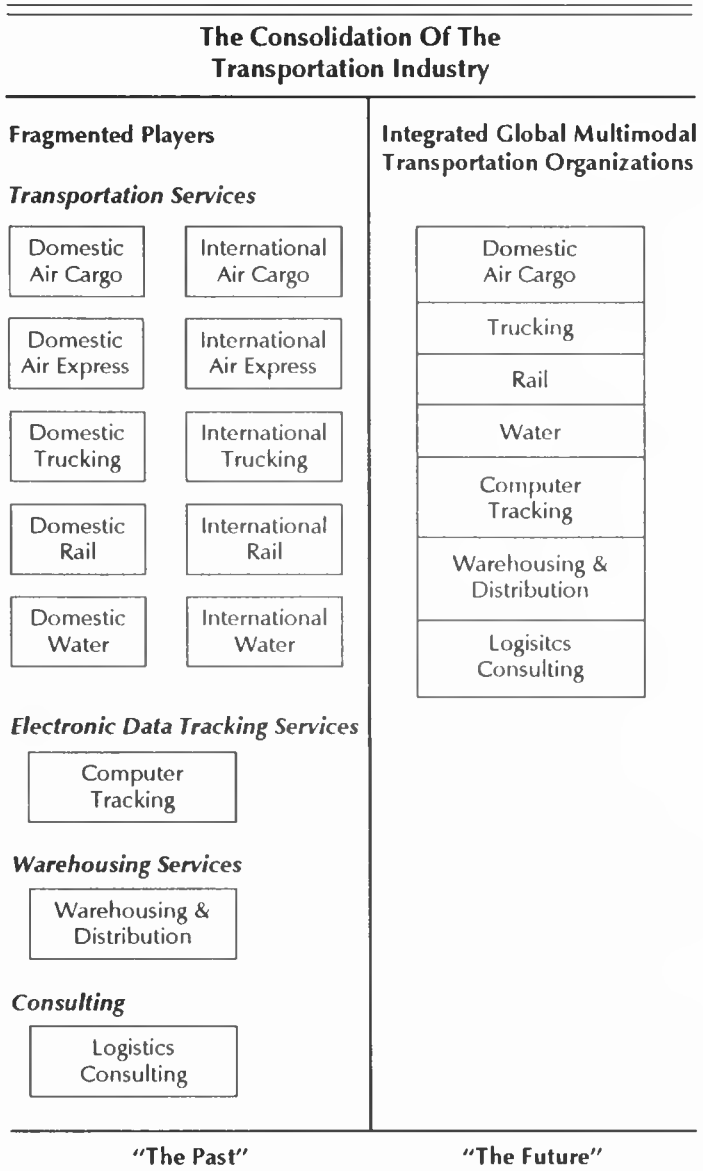 The Consolidation Of The
Transportation Industry
Fragmented Players
Transportation Services
Domestic
Air Cargo
International
Air Cargo
Domestic
Air Express
International
Air Express
Domestic
Trucking
International
Trucking
Domestic
Rail
International
Rail
Domestic
Water
International
Water
Electronic Data Tracking Services
Computer
Tracking
Warehousing Services
Warehousing &
Distribution
Consulting
Logistics
Consulting
"The Past"
Integrated Global Multimodal
Transportation Organizations
Domestic
Air Cargo
Trucking
Rail
Water
Computer
Tracking
Warehousing &
Distribution
Logisitcs
Consulting
"The Future"